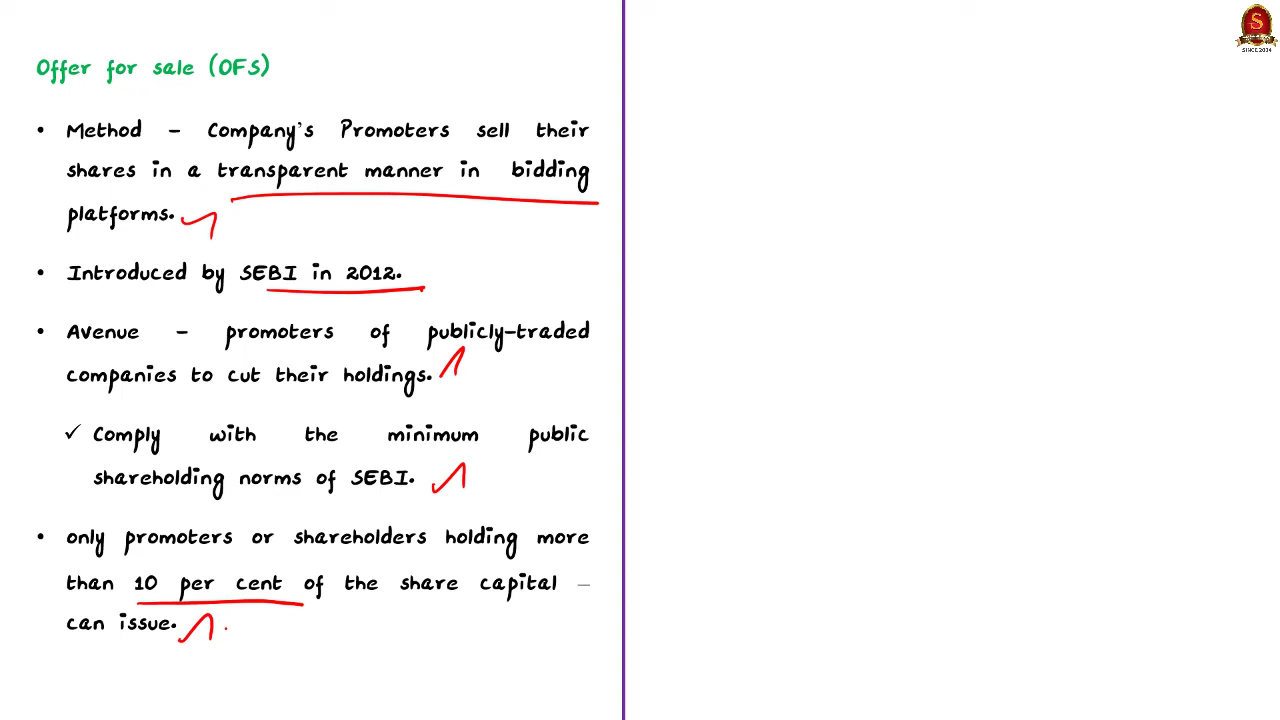 Offer for sale (OFS)
• Method – Company's Promoters sell their
shares in a transparent manner in bidding
platforms.
• Introduced by SEBI in 2012.
• Avenue – promoters of publicly-traded
companies to cut their holdings.
✓ Comply with the minimum public
shareholding norms of SEBI.
• only promoters or shareholders holding more
than 10 per cent of the share capital –
can issue.
S
SINCE 2004